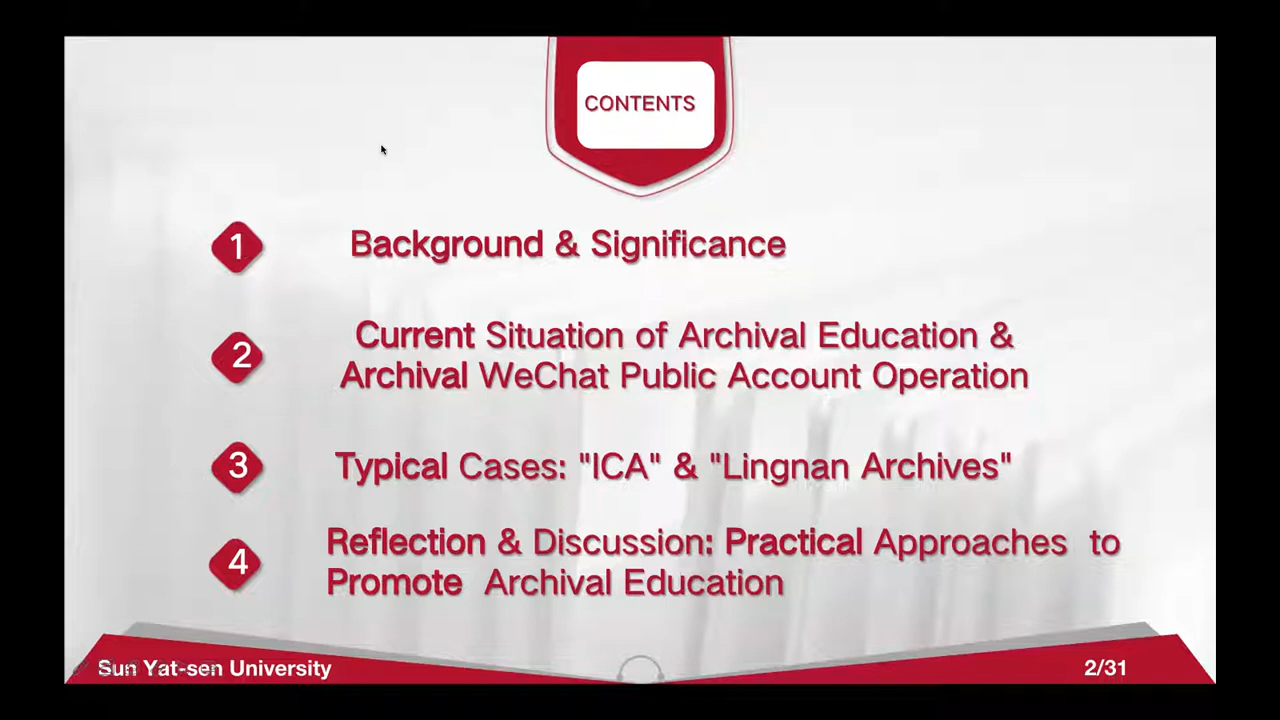 CONTENTS
1
Background & Significance
2
Current Situation of Archival Education &
Archival WeChat Public Account Operation
3
Typical Cases: "ICA" & "Lingnan Archives"
4
Reflection & Discussion: Practical Approaches to
Promote Archival Education
Sun Yat-sen University
2/31